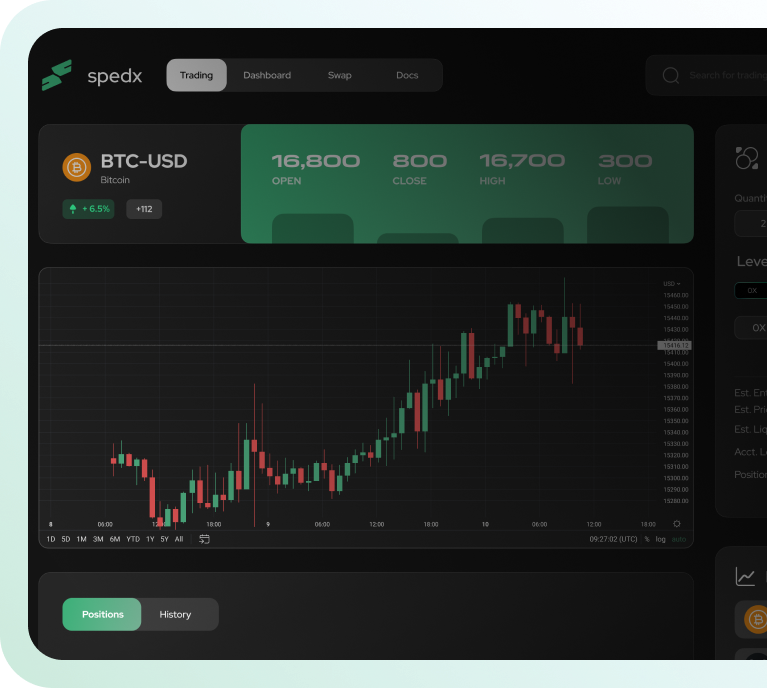 spedx
Trading Dashboard Swap Docs
Search for trading
BTC-USD
Bitcoin
+ 6.5% +112
16,800 800 16,700 300
OPEN CLOSE HIGH LOW
USD
15460.00
15450.00
15440.00
15430.00
15416.12
15410.00
15400.00
15390.00
15380.00
15370.00
15360.00
15350.00
15340.00
15330.00
15320.00
15310.00
15300.00
15290.00
15280.00
8 06:00 12:00 18:00 9 06:00 12:00 18:00 10 06:00 12:00 18:00
1D 5D 1M 3M 6M YTD 1Y 5Y All
09:27:02 (UTC) % log auto
Positions History
Quanti
2
Leve
0X
0X
Est. Ent
Est. Pri
Est. Liq
Acct. Le
Position